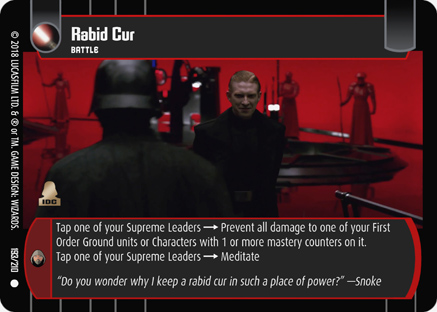 Rabid Cur
BATTLE
© 2018 LUCASFILM LTD. & ® or TM. GAME DESIGN: WIZARDS.
IDC
Tap one of your Supreme Leaders → Prevent all damage to one of your First
Order Ground units or Characters with 1 or more mastery counters on it.
Tap one of your Supreme Leaders → Meditate
“Do you wonder why I keep a rabid cur in such a place of power?” —Snoke